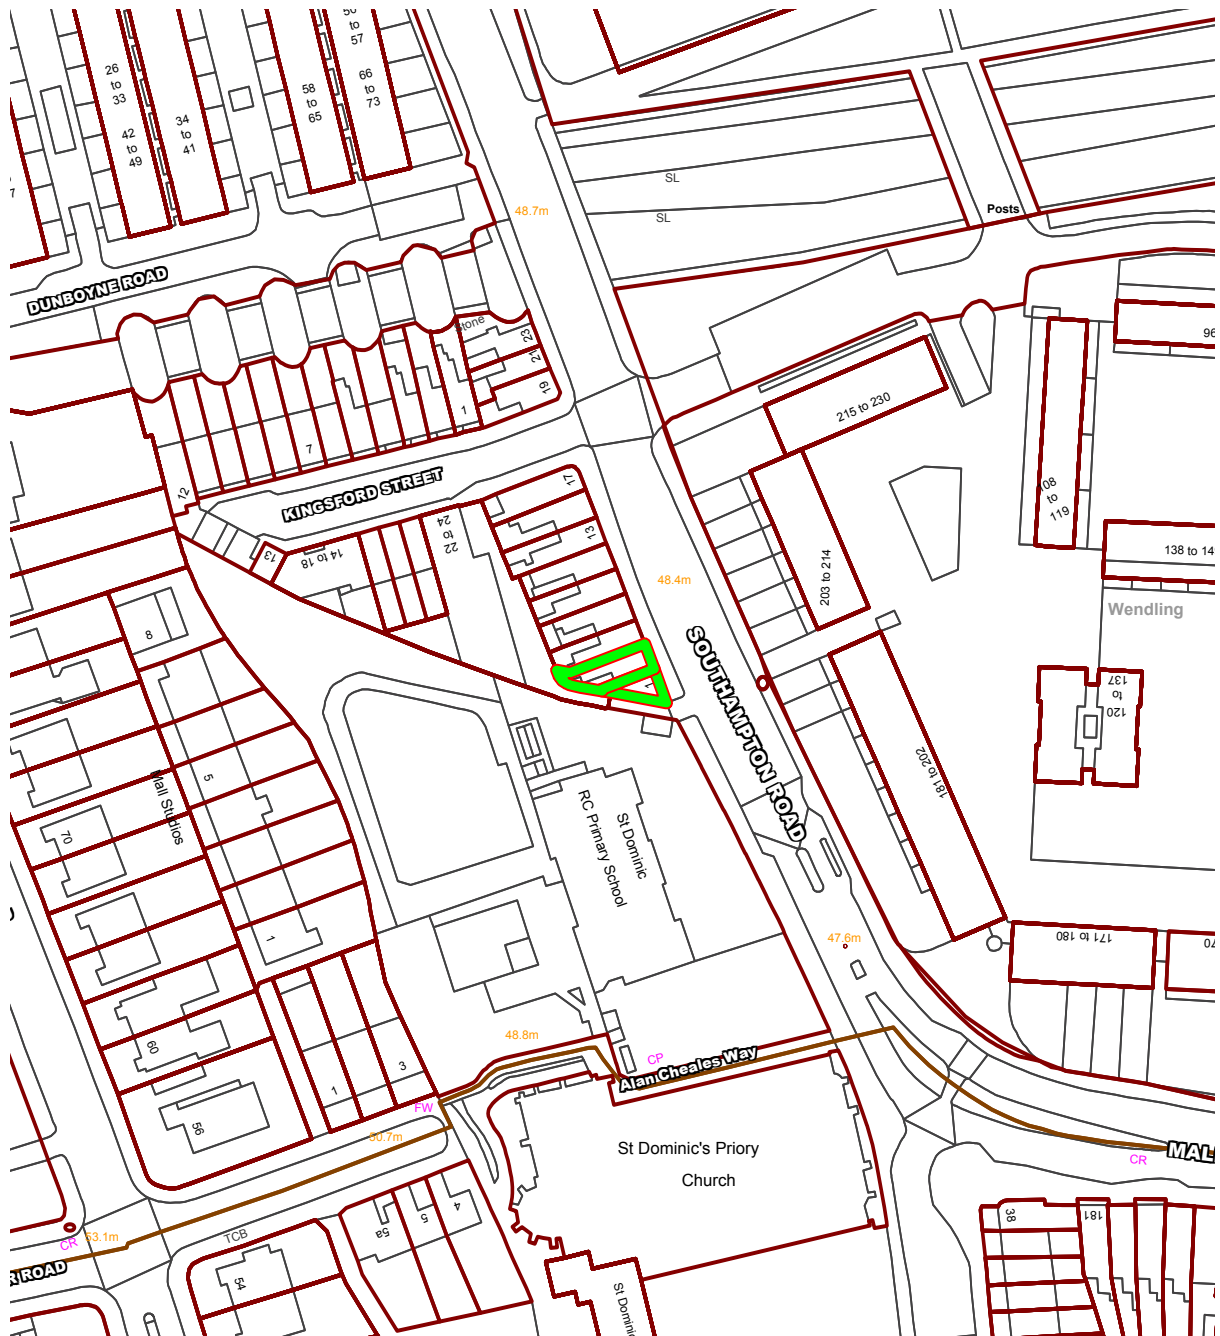 50
to
57
26
to
33
42
to
49
34
to
41
58
to
65
66
to
73
7
SL
SL
Posts
48.7m
DUNBOYNE ROAD
23
21
19
1
7
12
KINGSFORD STREET
215 to 230
96
108
to
119
138 to 14
Wendling
203 to 214
17
13
22 to 24
14 to 18
13
48.4m
8
1
SOUTHAMPTON ROAD
137
to
120
181 to 202
5
Mall Studios
70
St Dominic
RC Primary School
1
47.6m
171 to 180
60
48.8m
CP
Alan Cheales Way
1
3
FW
50.7m
56
St Dominic's Priory
Church
CR
MAL
CR
53.1m
TCB
5a
5
4
R ROAD
54
St Domini
38
181